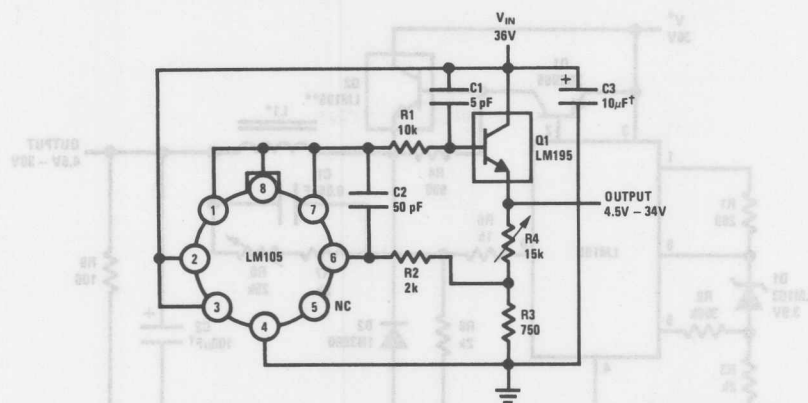 V_IN
36V
C1
5 pF
C3
10µF†
R1
10k
Q1
LM195
C2
50 pF
OUTPUT
4.5V – 34V
1
8
7
2
LM105
6
R4
15k
R2
2k
3
4
5
NC
R3
750